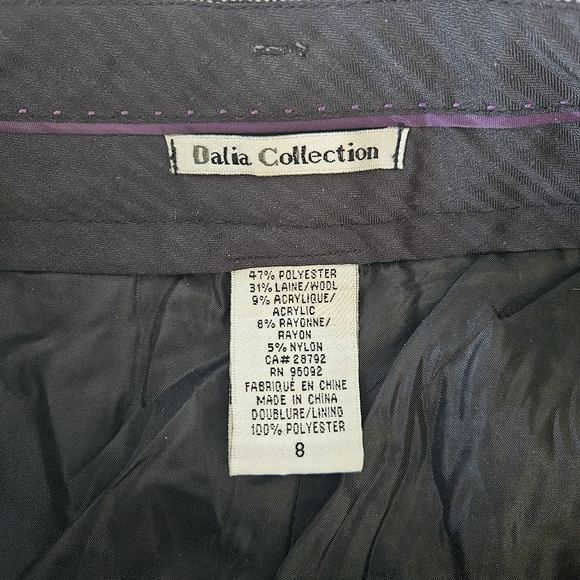 Dalia Collection
47% POLYESTER
31% LAINE/WOOL
9% ACRYLIQUE/
ACRYLIC
8% RAYONNE/
RAYON
5% NYLON
CA# 28792
RN 95092
FABRIQUÉ EN CHINE
MADE IN CHINA
DOUBLURE/LINING
100% POLYESTER
8